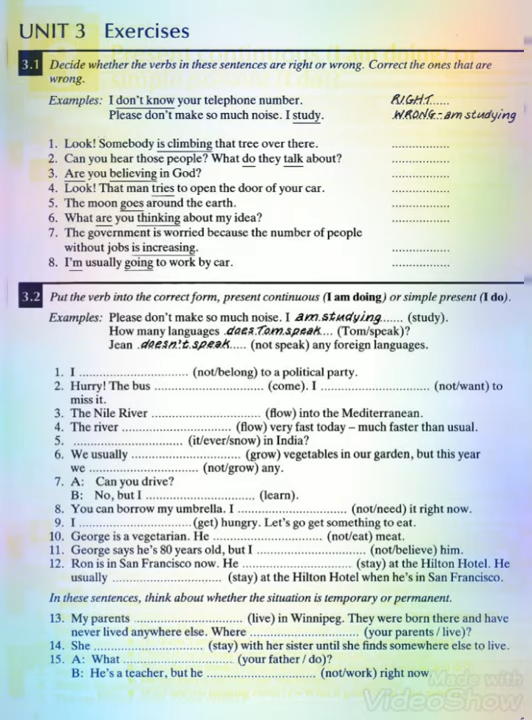 UNIT 3 Exercises
3.1 Decide whether the verbs in these sentences are right or wrong. Correct the ones that are
wrong.
Examples: I don't know your telephone number. RIGHT......
Please don't make so much noise. I study. WRONG - am studying
1. Look! Somebody is climbing that tree over there. ................
2. Can you hear those people? What do they talk about? ................
3. Are you believing in God? ................
4. Look! That man tries to open the door of your car. ................
5. The moon goes around the earth. ................
6. What are you thinking about my idea? ................
7. The government is worried because the number of people
without jobs is increasing. ................
8. I'm usually going to work by car. ................
3.2 Put the verb into the correct form, present continuous (I am doing) or simple present (I do).
Examples: Please don't make so much noise. I am studying....... (study).
How many languages .does Tom speak.... (Tom/speak)?
Jean .doesn't speak..... (not speak) any foreign languages.
1. I .............................. (not/belong) to a political party.
2. Hurry! The bus .............................. (come). I .............................. (not/want) to
miss it.
3. The Nile River .............................. (flow) into the Mediterranean.
4. The river .............................. (flow) very fast today – much faster than usual.
5. .............................. (it/ever/snow) in India?
6. We usually .............................. (grow) vegetables in our garden, but this year
we .............................. (not/grow) any.
7. A: Can you drive?
B: No, but I .............................. (learn).
8. You can borrow my umbrella. I .............................. (not/need) it right now.
9. I .............................. (get) hungry. Let's go get something to eat.
10. George is a vegetarian. He .............................. (not/eat) meat.
11. George says he's 80 years old, but I .............................. (not/believe) him.
12. Ron is in San Francisco now. He .............................. (stay) at the Hilton Hotel. He
usually .............................. (stay) at the Hilton Hotel when he's in San Francisco.
In these sentences, think about whether the situation is temporary or permanent.
13. My parents .............................. (live) in Winnipeg. They were born there and have
never lived anywhere else. Where .............................. (your parents / live)?
14. She .............................. (stay) with her sister until she finds somewhere else to live.
15. A: What .............................. (your father / do)?
B: He's a teacher, but he .............................. (not/work) right now
Made with
VideoShow